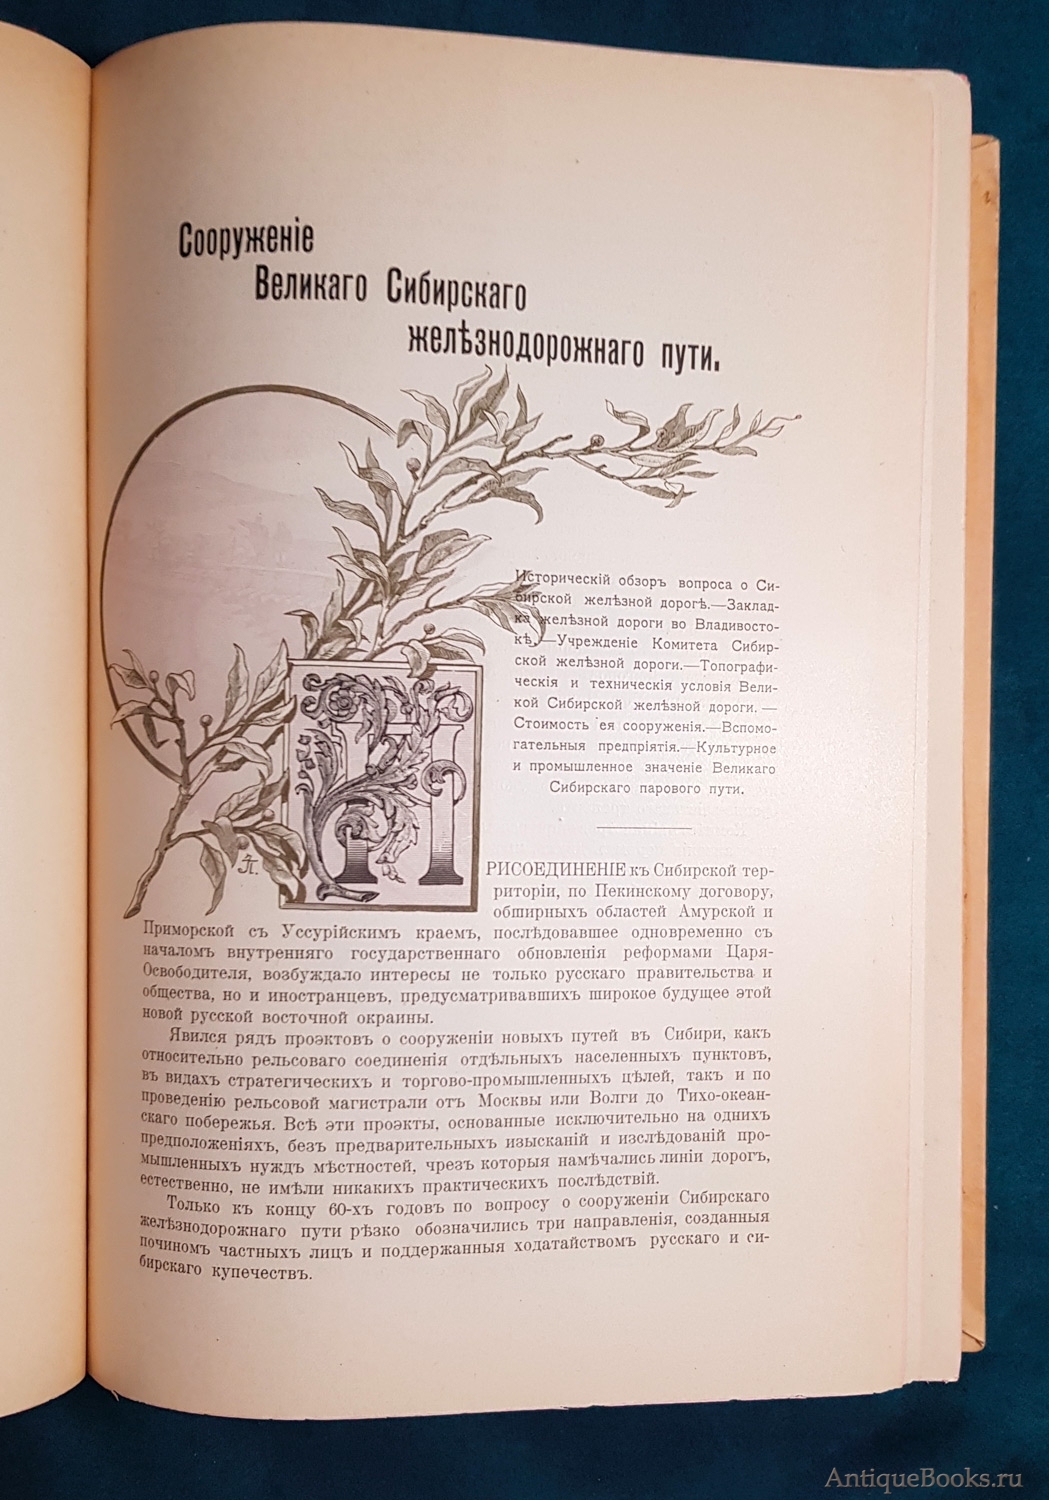 Сооруженіе
Великаго Сибирскаго
желѣзнодорожнаго пути.
Историческій обзоръ вопроса о Си-
бирской желѣзной дорогѣ.—Заклад-
ка желѣзной дороги во Владивосто-
кѣ.—Учрежденіе Комитета Сибир-
ской желѣзной дороги.—Топографи-
ческія и техническія условія Вели-
кой Сибирской желѣзной дороги.—
Стоимость ея сооруженія.—Вспомо-
гательныя предпріятія.—Культурное
и промышленное значеніе Великаго
Сибирскаго парового пути.
ПРИСОЕДИНЕНІЕ къ Сибирской тер-
риторіи, по Пекинскому договору,
обширныхъ областей Амурской и
Приморской съ Уссурійскимъ краемъ, послѣдовавшее одновременно съ
началомъ внутренняго государственнаго обновленія реформами Царя-
Освободителя, возбуждало интересы не только русскаго правительства и
общества, но и иностранцевъ, предусматривавшихъ широкое будущее этой
новой русской восточной окраины.
Явился рядъ проэктовъ о сооруженіи новыхъ путей въ Сибири, какъ
относительно рельсоваго соединенія отдѣльныхъ населенныхъ пунктовъ,
въ видахъ стратегическихъ и торгово-промышленныхъ цѣлей, такъ и по
проведенію рельсовой магистрали отъ Москвы или Волги до Тихо-океан-
скаго побережья. Всѣ эти проэкты, основанные исключительно на однихъ
предположеніяхъ, безъ предварительныхъ изысканій и изслѣдованій про-
мышленныхъ нуждъ мѣстностей, чрезъ которыя намѣчались линіи дорогъ,
естественно, не имѣли никакихъ практическихъ послѣдствій.
Только къ концу 60-хъ годовъ по вопросу о сооруженіи Сибирскаго
желѣзнодорожнаго пути рѣзко обозначились три направленія, созданныя
починомъ частныхъ лицъ и поддержанныя ходатайствомъ русскаго и си-
бирскаго купечествъ.
AntiqueBooks.ru